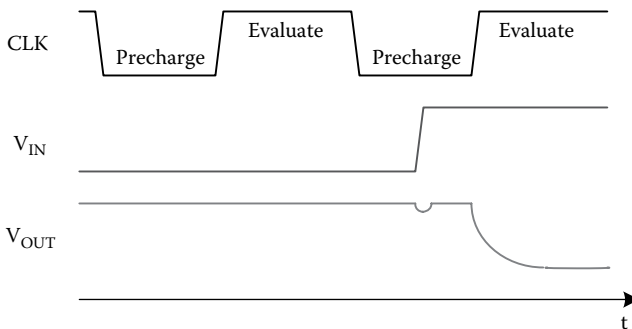 Evaluate Evaluate
CLK
Precharge Precharge
V_IN
V_OUT
t